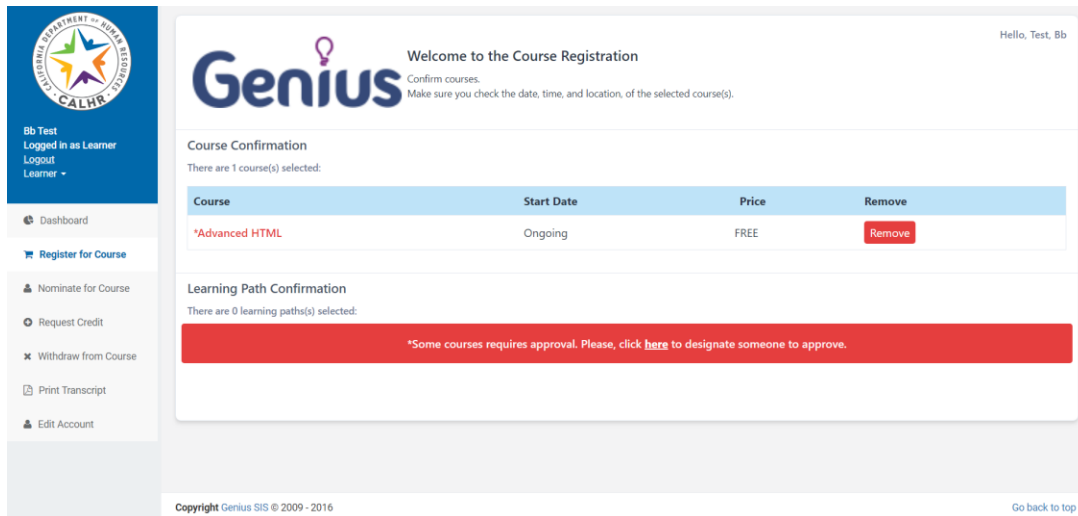 CALIFORNIA DEPARTMENT OF HUMAN RESOURCES
CALHR
Bb Test
Logged in as Learner
Logout
Learner
Dashboard
Register for Course
Nominate for Course
Request Credit
Withdraw from Course
Print Transcript
Edit Account
Hello, Test, Bb
Genius
Welcome to the Course Registration
Confirm courses.
Make sure you check the date, time, and location, of the selected course(s).
Course Confirmation
There are 1 course(s) selected:
Course Start Date Price Remove
*Advanced HTML Ongoing FREE Remove
Learning Path Confirmation
There are 0 learning paths(s) selected:
*Some courses requires approval. Please, click here to designate someone to approve.
Copyright Genius SIS © 2009 - 2016
Go back to top